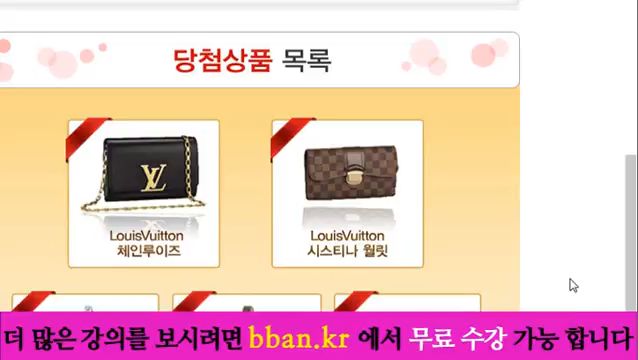 당첨상품 목록
LouisVuitton
체인루이즈
LouisVuitton
시스티나 월릿
더 많은 강의를 보시려면 bban.kr 에서 무료 수강 가능 합니다